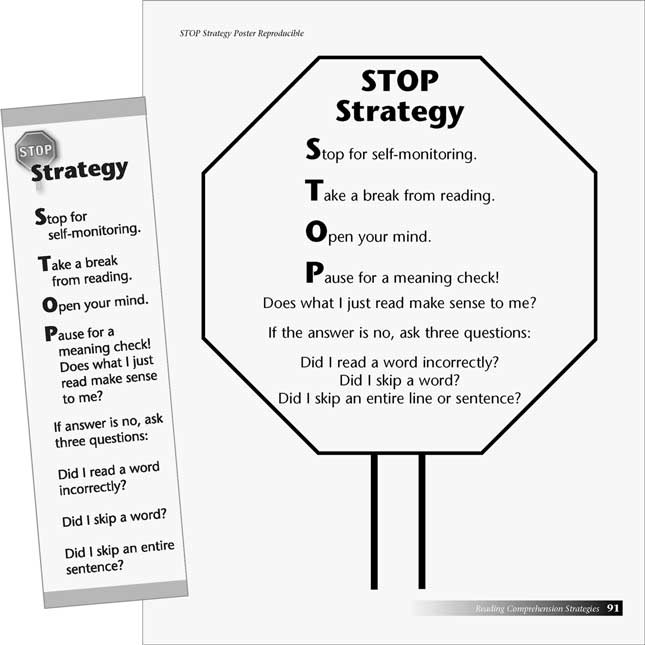 STOP Strategy Poster Reproducible
STOP
Strategy
Stop for self-monitoring.
Take a break from reading.
Open your mind.
Pause for a meaning check!
Does what I just read make sense to me?
If the answer is no, ask three questions:
Did I read a word incorrectly?
Did I skip a word?
Did I skip an entire line or sentence?
Reading Comprehension Strategies 91
STOP
Strategy
Stop for
self-monitoring.
Take a break
from reading.
Open your mind.
Pause for a
meaning check!
Does what I just
read make sense
to me?
If answer is no, ask
three questions:
Did I read a word
incorrectly?
Did I skip a word?
Did I skip an entire
sentence?